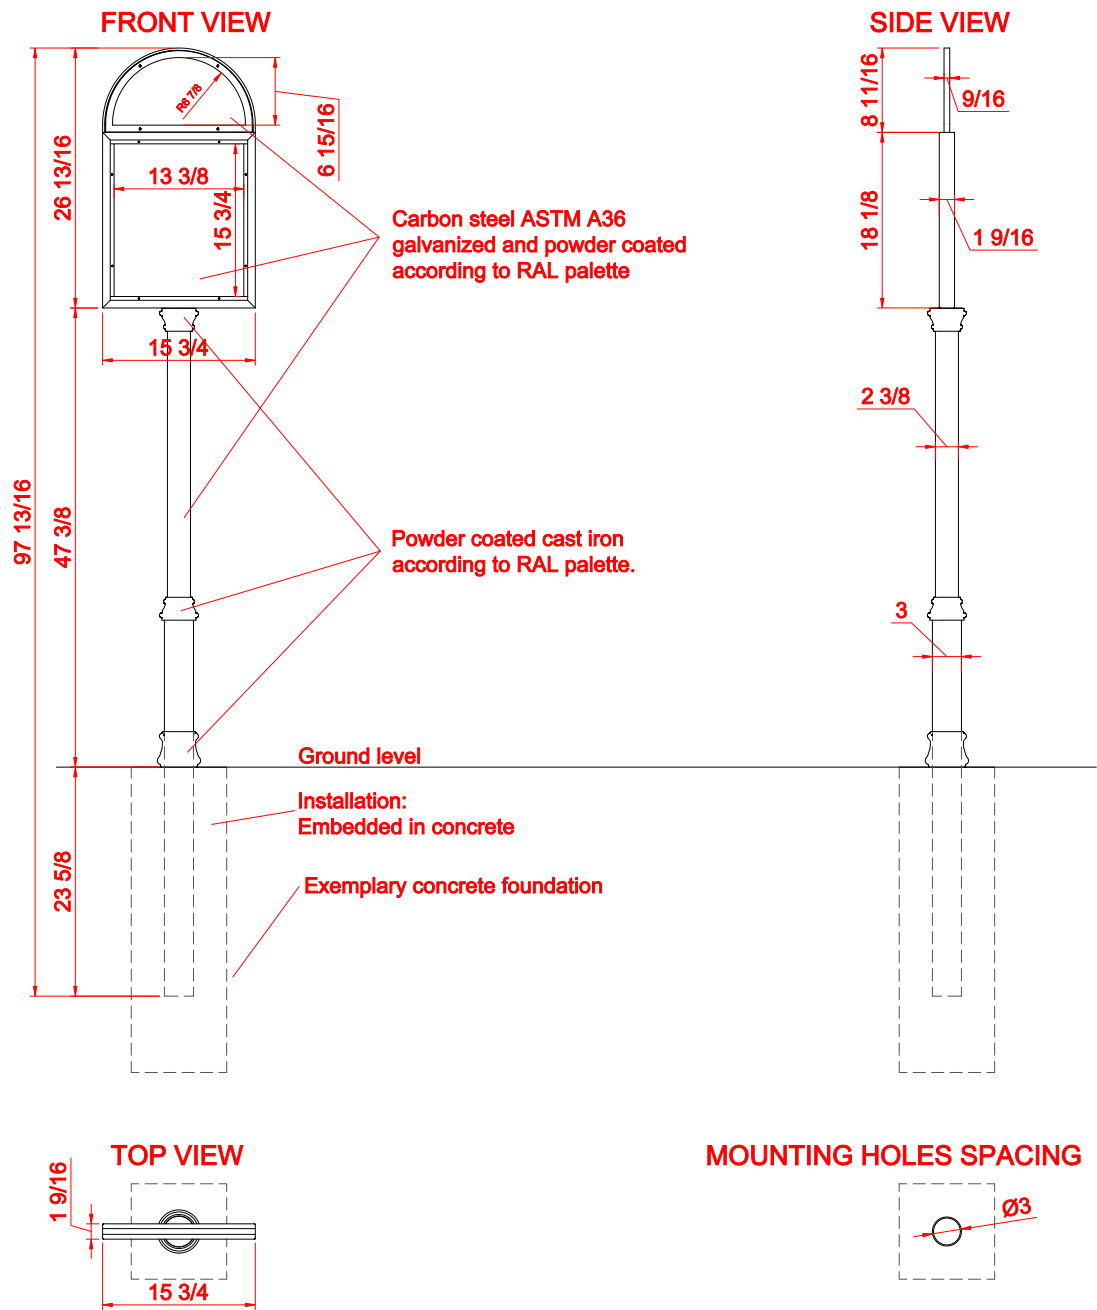 FRONT VIEW
SIDE VIEW
R6 7/8
6 15/16
26 13/16
13 3/8
15 3/4
15 3/4
8 11/16
9/16
18 1/8
1 9/16
Carbon steel ASTM A36
galvanized and powder coated
according to RAL palette
2 3/8
97 13/16
47 3/8
Powder coated cast iron
according to RAL palette.
3
Ground level
Installation:
Embedded in concrete
23 5/8
Exemplary concrete foundation
TOP VIEW
MOUNTING HOLES SPACING
1 9/16
15 3/4
Ø3